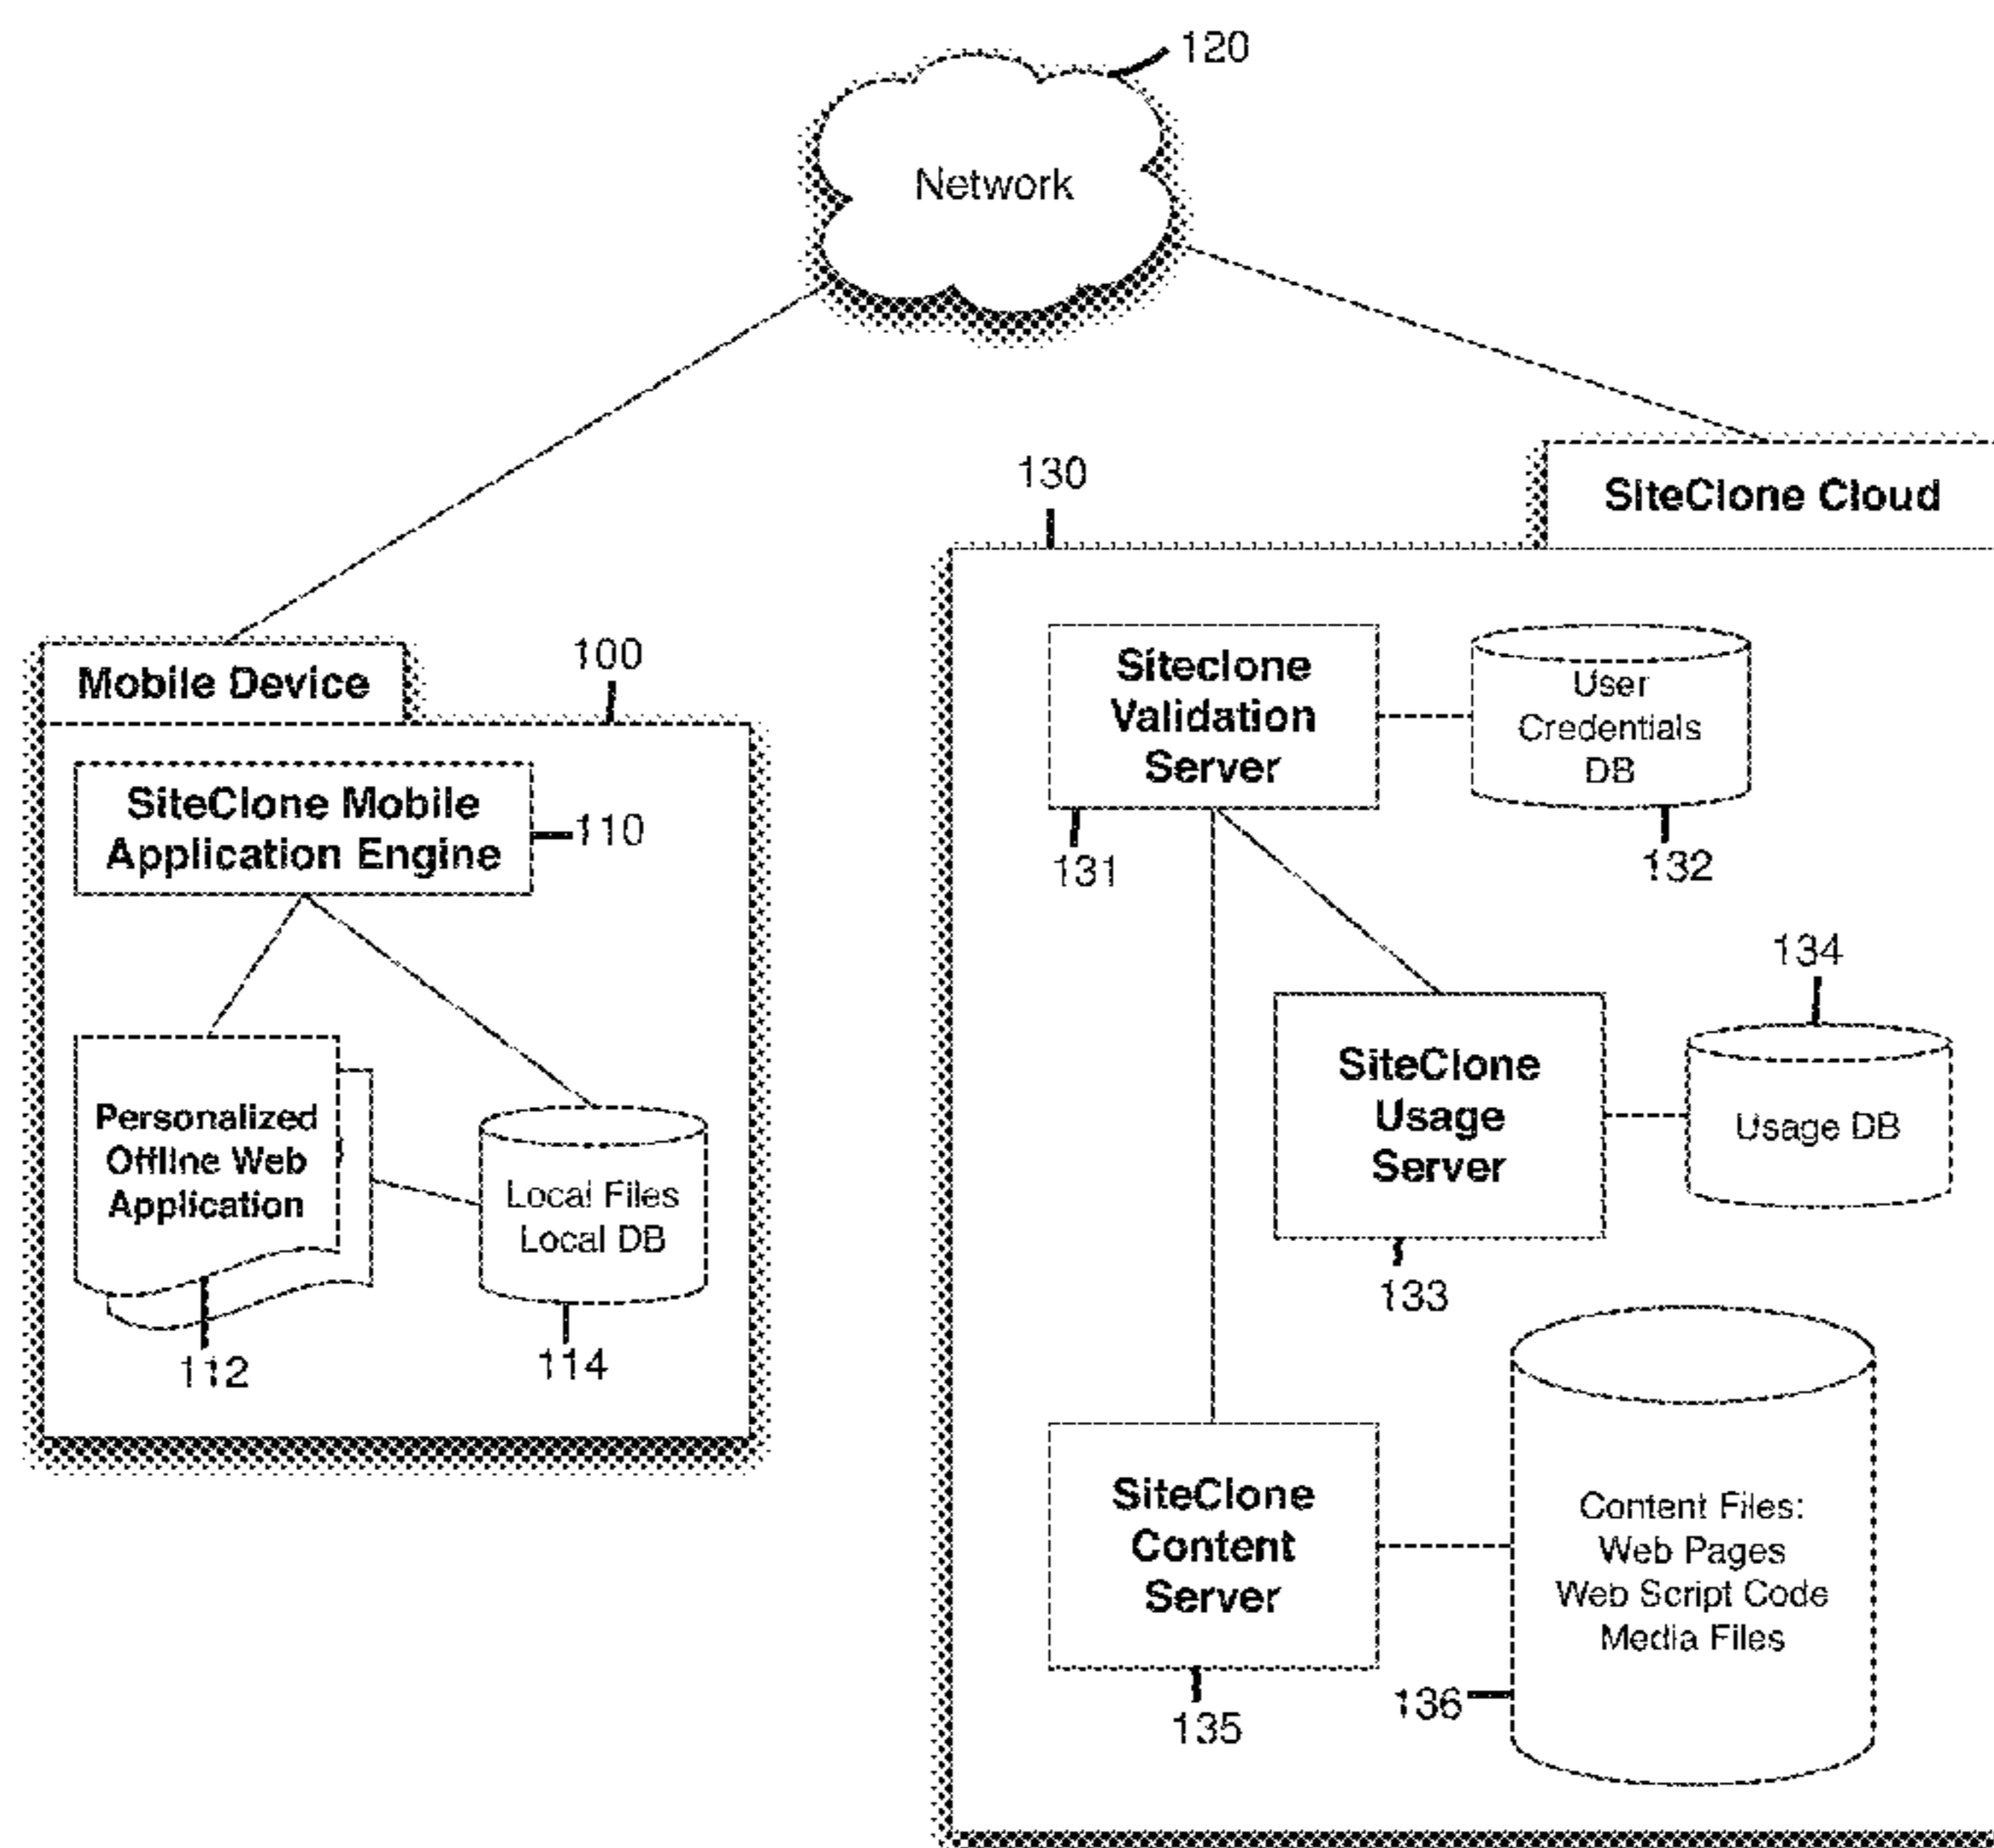 120
Network
130
SiteClone Cloud
Mobile Device
100
SiteClone Mobile
Application Engine
110
Personalized
Offline Web
Application
112
Local Files
Local DB
114
Siteclone
Validation
Server
131
User
Credentials
DB
132
134
SiteClone
Usage
Server
133
Usage DB
SiteClone
Content
Server
135
Content Files:
Web Pages
Web Script Code
Media Files
136